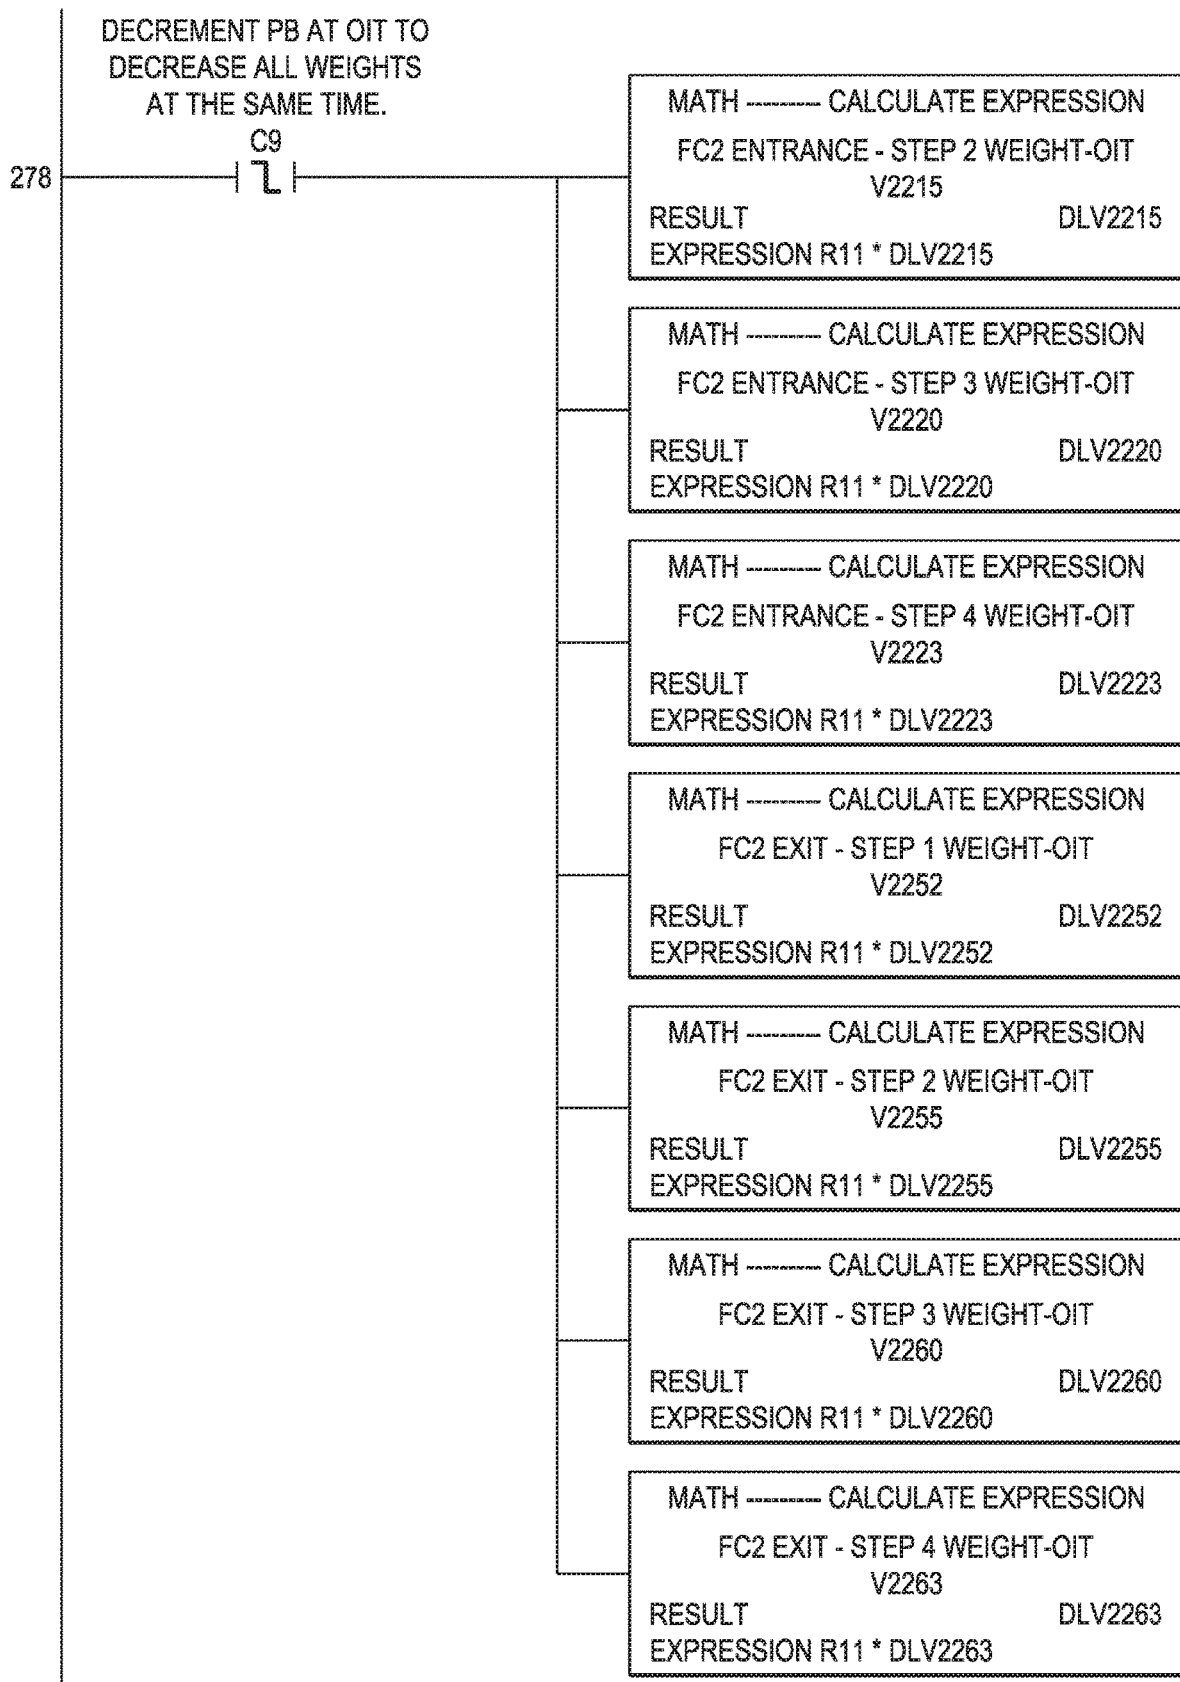 DECREMENT PB AT OIT TO
DECREASE ALL WEIGHTS
AT THE SAME TIME.
C9
278
MATH --------- CALCULATE EXPRESSION
FC2 ENTRANCE - STEP 2 WEIGHT-OIT
V2215
RESULT DLV2215
EXPRESSION R11 * DLV2215
MATH --------- CALCULATE EXPRESSION
FC2 ENTRANCE - STEP 3 WEIGHT-OIT
V2220
RESULT DLV2220
EXPRESSION R11 * DLV2220
MATH --------- CALCULATE EXPRESSION
FC2 ENTRANCE - STEP 4 WEIGHT-OIT
V2223
RESULT DLV2223
EXPRESSION R11 * DLV2223
MATH --------- CALCULATE EXPRESSION
FC2 EXIT - STEP 1 WEIGHT-OIT
V2252
RESULT DLV2252
EXPRESSION R11 * DLV2252
MATH --------- CALCULATE EXPRESSION
FC2 EXIT - STEP 2 WEIGHT-OIT
V2255
RESULT DLV2255
EXPRESSION R11 * DLV2255
MATH --------- CALCULATE EXPRESSION
FC2 EXIT - STEP 3 WEIGHT-OIT
V2260
RESULT DLV2260
EXPRESSION R11 * DLV2260
MATH --------- CALCULATE EXPRESSION
FC2 EXIT - STEP 4 WEIGHT-OIT
V2263
RESULT DLV2263
EXPRESSION R11 * DLV2263